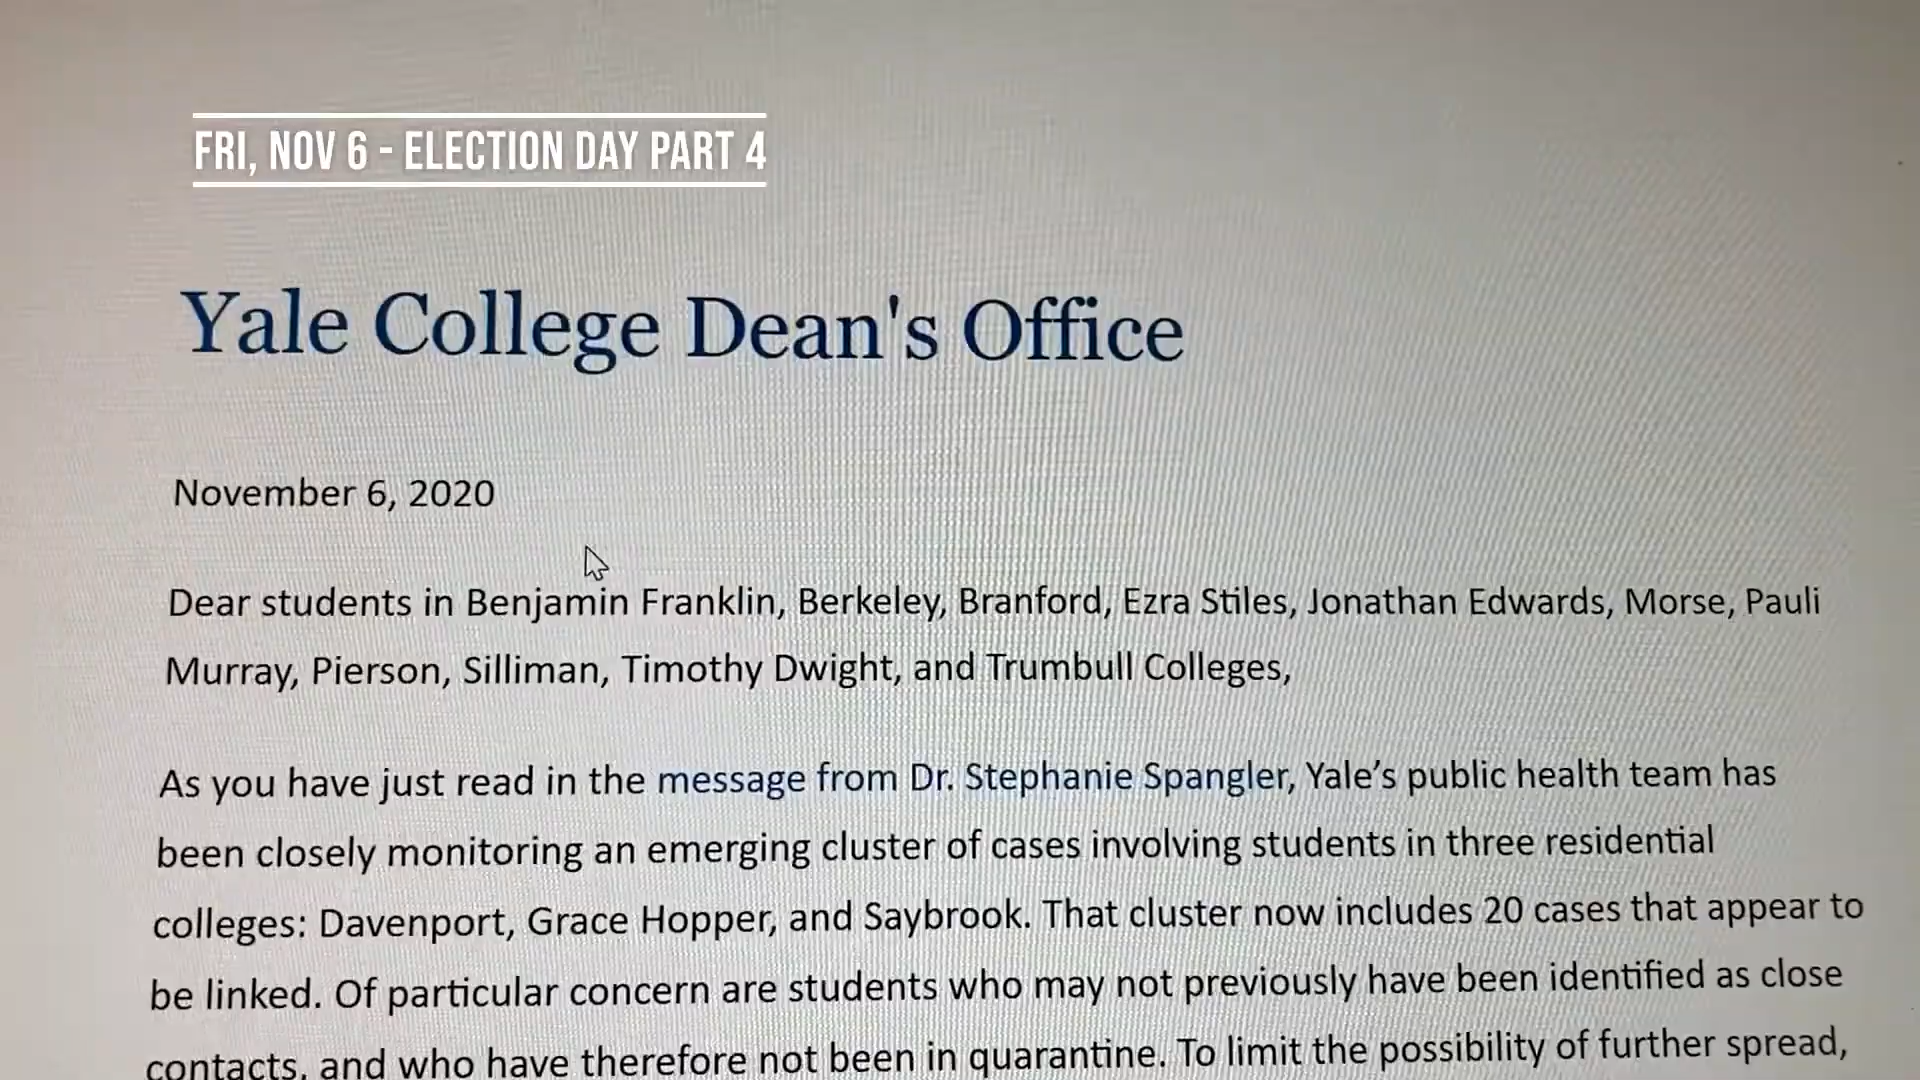 FRI, NOV 6 - ELECTION DAY PART 4
Yale College Dean's Office
November 6, 2020
Dear students in Benjamin Franklin, Berkeley, Branford, Ezra Stiles, Jonathan Edwards, Morse, Pauli
Murray, Pierson, Silliman, Timothy Dwight, and Trumbull Colleges,
As you have just read in the message from Dr. Stephanie Spangler, Yale’s public health team has
been closely monitoring an emerging cluster of cases involving students in three residential
colleges: Davenport, Grace Hopper, and Saybrook. That cluster now includes 20 cases that appear to
be linked. Of particular concern are students who may not previously have been identified as close
contacts, and who have therefore not been in quarantine. To limit the possibility of further spread,